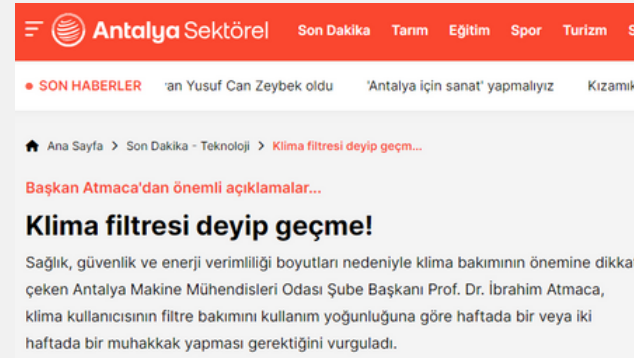 Antalya Sektörel Son Dakika Tarım Eğitim Spor Turizm
SON HABERLER Yusuf Can Zeybek oldu 'Antalya için sanat' yapmalıyız
Ana Sayfa > Son Dakika - Teknoloji > Klima filtresi deyip geçm...
Başkan Atmaca'dan önemli açıklamalar...
Klima filtresi deyip geçme!
Sağlık, güvenlik ve enerji verimliliği boyutları nedeniyle klima bakımının önemine
çeken Antalya Makine Mühendisleri Odası Şube Başkanı Prof. Dr. İbrahim Atmaca,
klima kullanıcısının filtre bakımını kullanım yoğunluğuna göre haftada bir veya iki
haftada bir muhakkak yapması gerektiğini vurguladı.